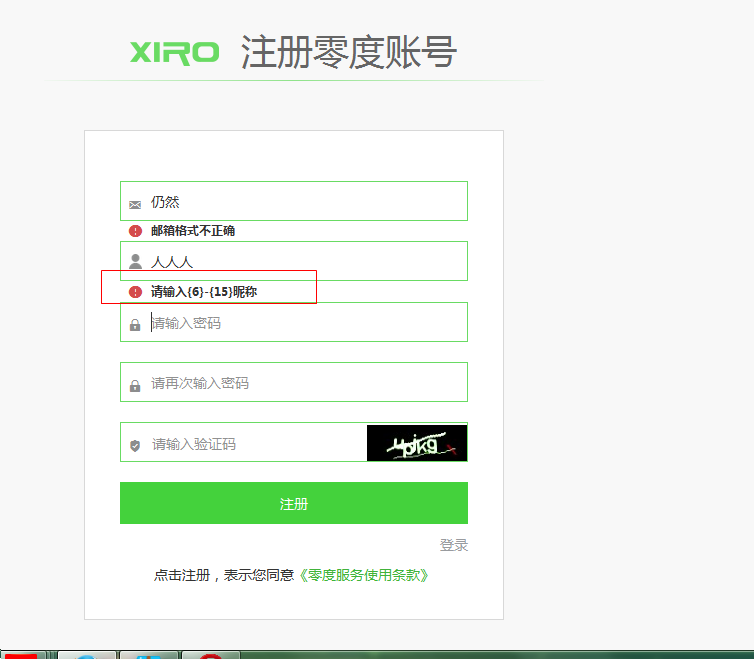 XIRO 注册零度账号
仍然
邮箱格式不正确
人人人
请输入{6}-{15}昵称
请输入密码
请再次输入密码
请输入验证码
注册
登录
点击注册，表示您同意《零度服务使用条款》